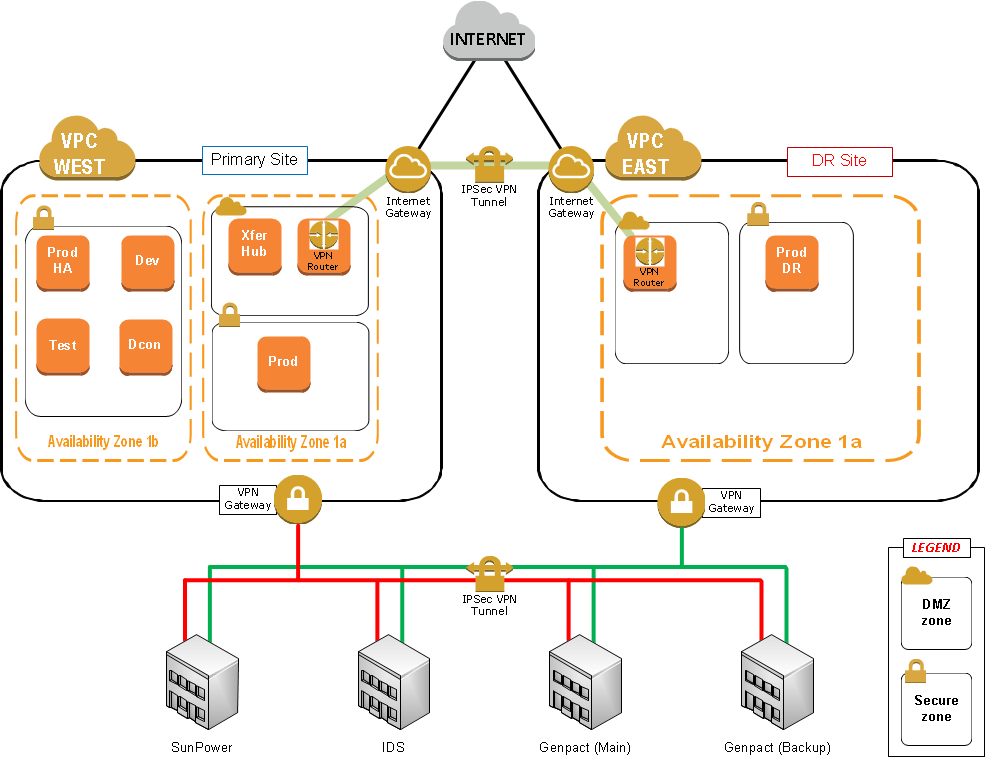 INTERNET
VPC
WEST
Primary Site
VPC
EAST
DR Site
Internet
Gateway
IPSec VPN
Tunnel
Internet
Gateway
Prod
HA
Dev
Test
Dcon
Availability Zone 1b
Xfer
Hub
VPN
Router
Prod
Availability Zone 1a
VPN
Router
Prod
DR
Availability Zone 1a
VPN
Gateway
VPN
Gateway
IPSec VPN
Tunnel
SunPower
IDS
Genpact (Main)
Genpact (Backup)
LEGEND
DMZ
zone
Secure
zone